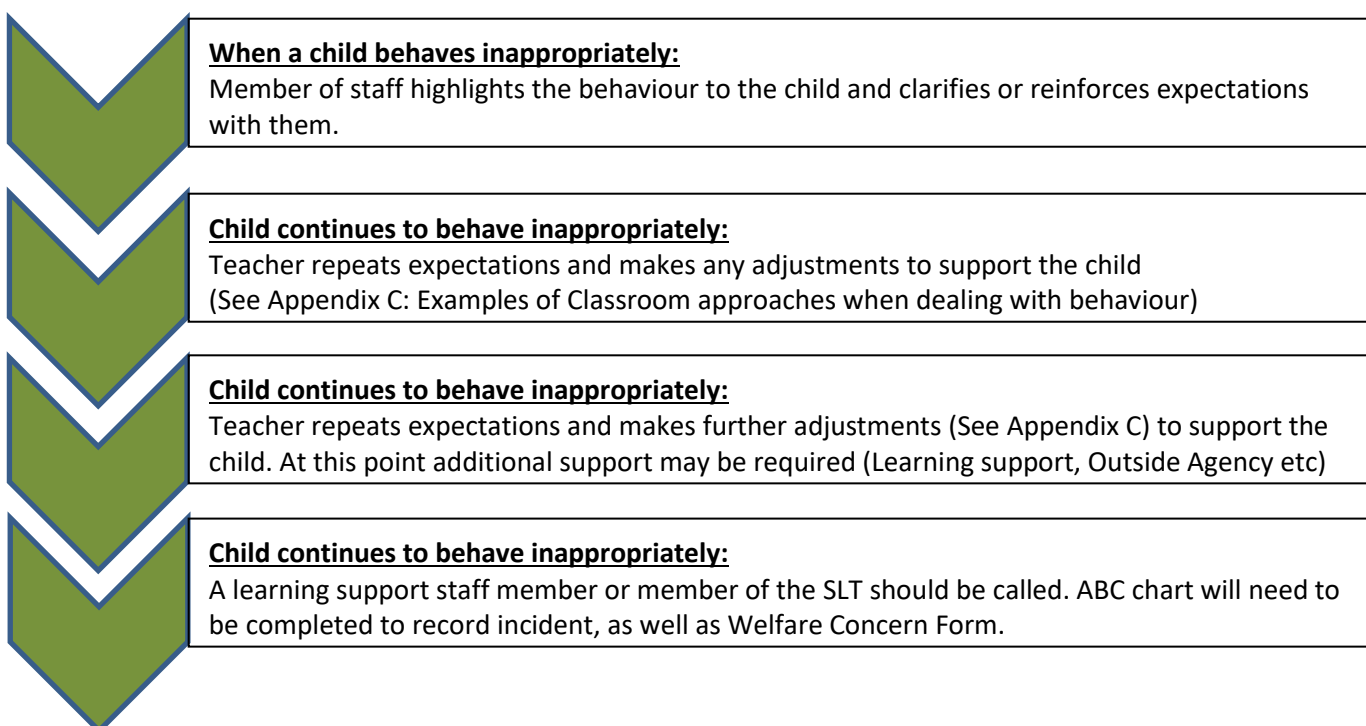 When a child behaves inappropriately:
Member of staff highlights the behaviour to the child and clarifies or reinforces expectations
with them.
Child continues to behave inappropriately:
Teacher repeats expectations and makes any adjustments to support the child
(See Appendix C: Examples of Classroom approaches when dealing with behaviour)
Child continues to behave inappropriately:
Teacher repeats expectations and makes further adjustments (See Appendix C) to support the
child. At this point additional support may be required (Learning support, Outside Agency etc)
Child continues to behave inappropriately:
A learning support staff member or member of the SLT should be called. ABC chart will need to
be completed to record incident, as well as Welfare Concern Form.